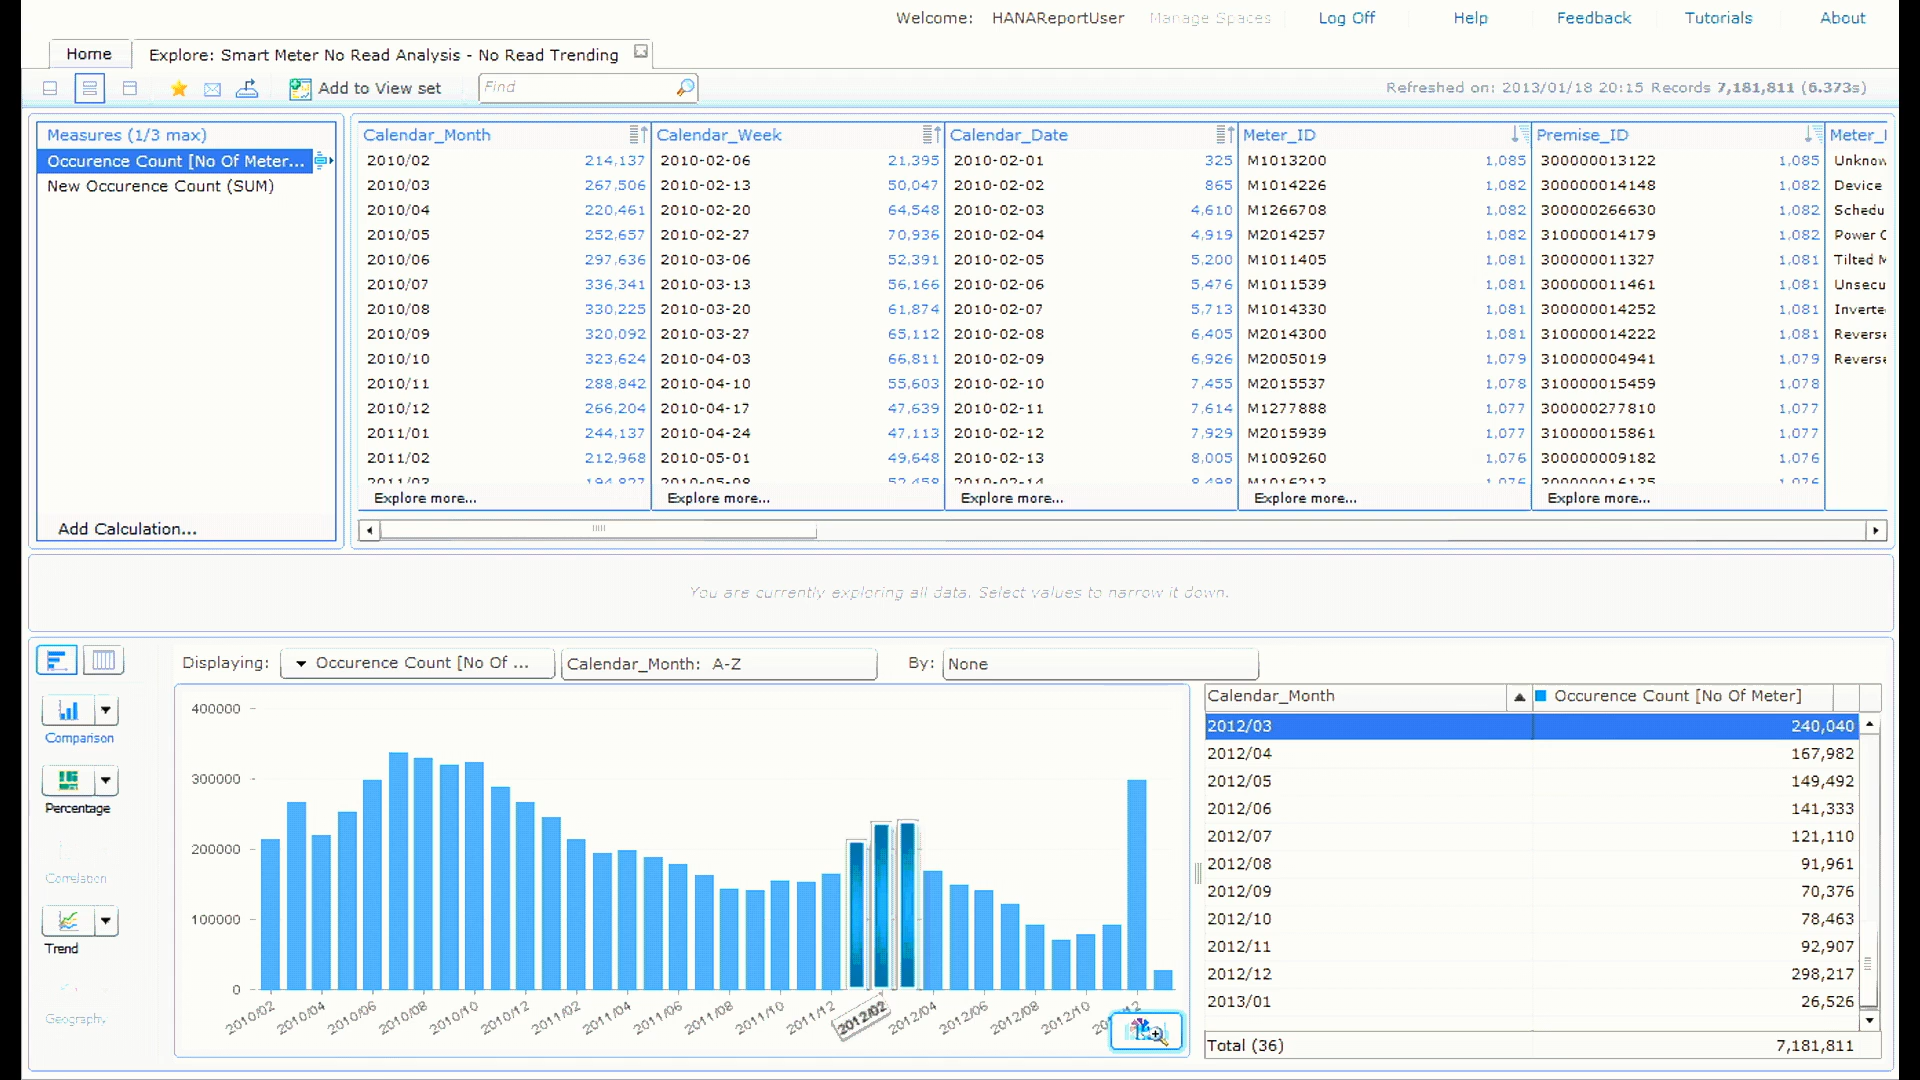 Welcome: HANAReportUser Manage Spaces Log Off Help Feedback Tutorials About
Home Explore: Smart Meter No Read Analysis - No Read Trending
Add to View set Find Refreshed on: 2013/01/18 20:15 Records 7,181,811 (6.373s)
Measures (1/3 max) Calendar_Month Calendar_Week Calendar_Date Meter_ID Premise_ID
Occurence Count [No Of Meter... 2010/02 214,137 2010-02-06 21,395 2010-02-01 325 M1013200 1,085 300000013122 1,085 Unknow
New Occurence Count (SUM) 2010/03 267,506 2010-02-13 50,047 2010-02-02 865 M1014226 1,082 300000014148 1,082 Device
2010/04 220,461 2010-02-20 64,548 2010-02-03 4,610 M1266708 1,082 300000266630 1,082 Schedu
2010/05 252,657 2010-02-27 70,936 2010-02-04 4,919 M2014257 1,082 310000014179 1,082 Power
2010/06 297,636 2010-03-06 52,391 2010-02-05 5,200 M1011405 1,081 300000011327 1,081 Tilted
2010/07 336,341 2010-03-13 56,166 2010-02-06 5,476 M1011539 1,081 300000011461 1,081 Unsecu
2010/08 330,225 2010-03-20 61,874 2010-02-07 5,713 M1014330 1,081 300000014252 1,081 Inverte
2010/09 320,092 2010-03-27 65,112 2010-02-08 6,405 M2014300 1,081 310000014222 1,081 Reverse
2010/10 323,624 2010-04-03 66,811 2010-02-09 6,926 M2005019 1,079 310000004941 1,079 Reverse
2010/11 288,842 2010-04-10 55,603 2010-02-10 7,455 M2015537 1,078 310000015459 1,078
2010/12 266,204 2010-04-17 47,639 2010-02-11 7,614 M1277888 1,077 300000277810 1,077
2011/01 244,137 2010-04-24 47,113 2010-02-12 7,929 M2015939 1,077 310000015861 1,077
2011/02 212,968 2010-05-01 49,648 2010-02-13 8,005 M1009260 1,076 300000009182 1,076
Explore more... Explore more... Explore more... Explore more... Explore more...
Add Calculation...
You are currently exploring all data. Select values to narrow it down.
Displaying: Occurence Count [No Of ... Calendar_Month: A-Z By: None
Comparison
Percentage
Correlation
Trend
Geography
400000
300000
200000
100000
0
2010/02 2010/04 2010/06 2010/08 2010/10 2010/12 2011/02 2011/04 2011/06 2011/08 2011/10 2011/12 2012/02 2012/04 2012/06 2012/08 2012/10
Calendar_Month Occurence Count [No Of Meter]
2012/03 240,040
2012/04 167,982
2012/05 149,492
2012/06 141,333
2012/07 121,110
2012/08 91,961
2012/09 70,376
2012/10 78,463
2012/11 92,907
2012/12 298,217
2013/01 26,526
Total (36) 7,181,811